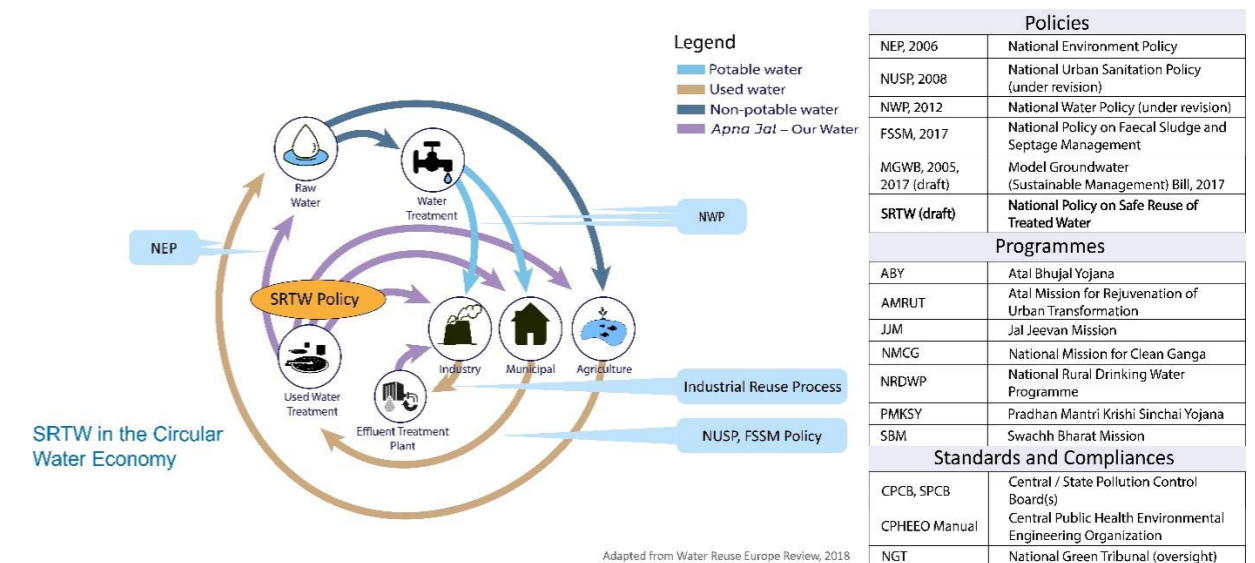 Legend
Potable water
Used water
Non-potable water
Apna Jal – Our Water
Raw
Water
Water
Treatment
NWP
NEP
SRTW Policy
Industry
Municipal
Agriculture
Used Water
Treatment
Effluent Treatment
Plant
Industrial Reuse Process
NUSP, FSSM Policy
SRTW in the Circular
Water Economy
Adapted from Water Reuse Europe Review, 2018
Policies
NEP, 2006 National Environment Policy
NUSP, 2008 National Urban Sanitation Policy
(under revision)
NWP, 2012 National Water Policy (under revision)
FSSM, 2017 National Policy on Faecal Sludge and
Septage Management
MGWB, 2005, Model Groundwater
2017 (draft) (Sustainable Management) Bill, 2017
SRTW (draft) National Policy on Safe Reuse of
Treated Water
Programmes
ABY Atal Bhujal Yojana
AMRUT Atal Mission for Rejuvenation of
Urban Transformation
JJM Jal Jeevan Mission
NMCG National Mission for Clean Ganga
NRDWP National Rural Drinking Water
Programme
PMKSY Pradhan Mantri Krishi Sinchai Yojana
SBM Swachh Bharat Mission
Standards and Compliances
CPCB, SPCB Central / State Pollution Control
Board(s)
CPHEEO Manual Central Public Health Environmental
Engineering Organization
NGT National Green Tribunal (oversight)